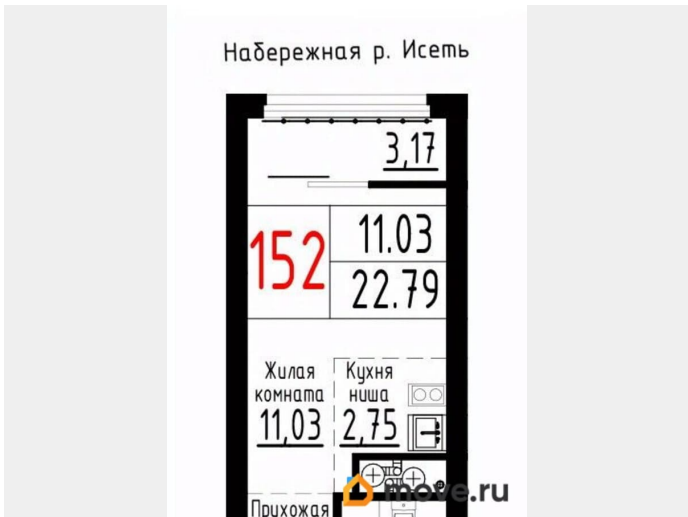 Набережная р. Исеть
3,17
152
11.03
22.79
Жилая
комната
11,03
Кухня
ниша
2,75
Прихожая
move.ru